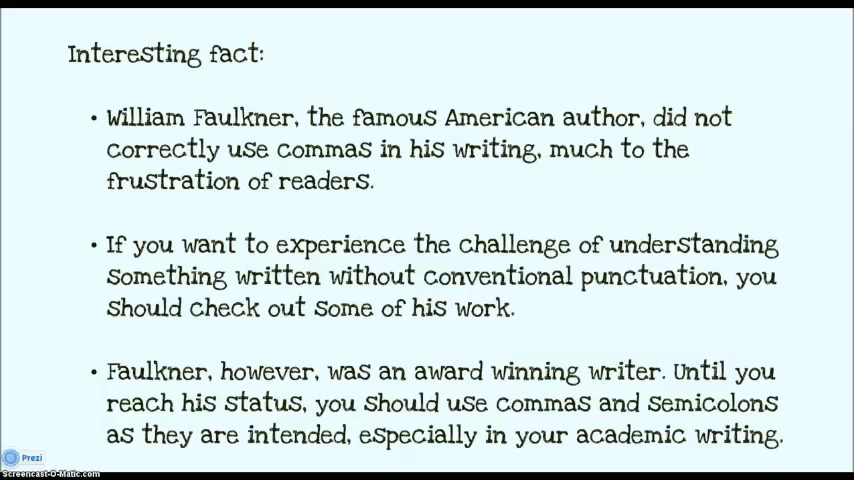 Interesting fact:
• William Faulkner, the famous American author, did not
correctly use commas in his writing, much to the
frustration of readers.
• If you want to experience the challenge of understanding
something written without conventional punctuation, you
should check out some of his work.
• Faulkner, however, was an award winning writer. Until you
reach his status, you should use commas and semicolons
as they are intended, especially in your academic writing.
Prezi
Screencast-O-Matic.com